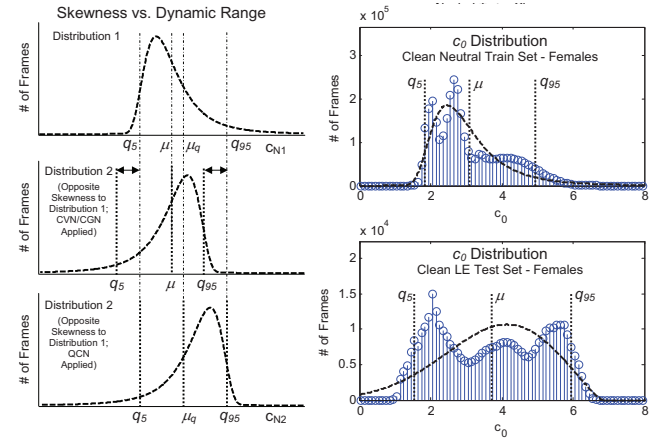 Skewness vs. Dynamic Range
Distribution 1
# of Frames
q5 μ μq q95 cN1
Distribution 2
(Opposite
Skewness to
Distribution 1;
CVN/CGN
Applied)
# of Frames
q5 μ q95
Distribution 2
(Opposite
Skewness to
Distribution 1;
QCN
Applied)
# of Frames
q5 μq q95 cN2
x 10^5
c0 Distribution
Clean Neutral Train Set - Females
q5 μ q95
# of Frames
3
2
1
0
0 2 4 6 8
c0
x 10^4
c0 Distribution
Clean LE Test Set - Females
q5 μ q95
# of Frames
2
1.5
1
0.5
0
0 2 4 6 8
c0